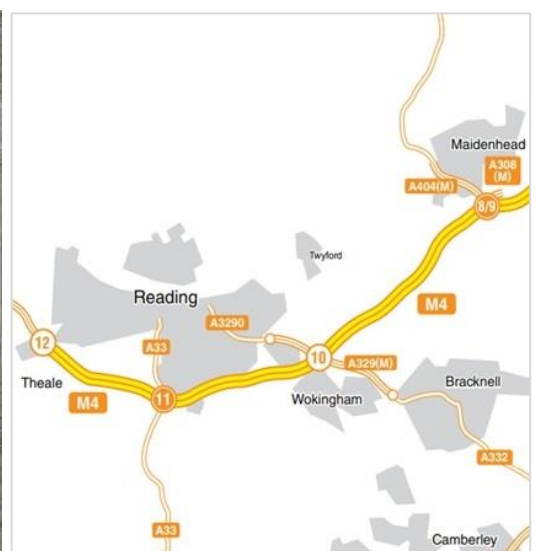 Maidenhead
A308
(M)
A404(M)
8/9
Twyford
Reading
M4
A3290
12
A33
10
A329(M)
Theale
Bracknell
M4
11
Wokingham
A332
A33
Camberley